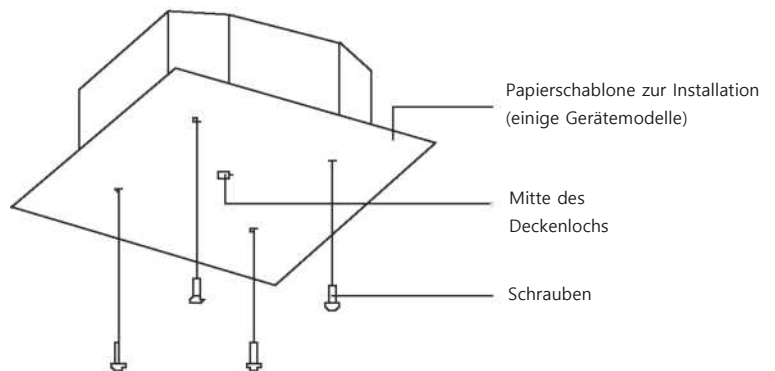 Papierschablone zur Installation
(einige Gerätemodelle)
Mitte des
Deckenlochs
Schrauben